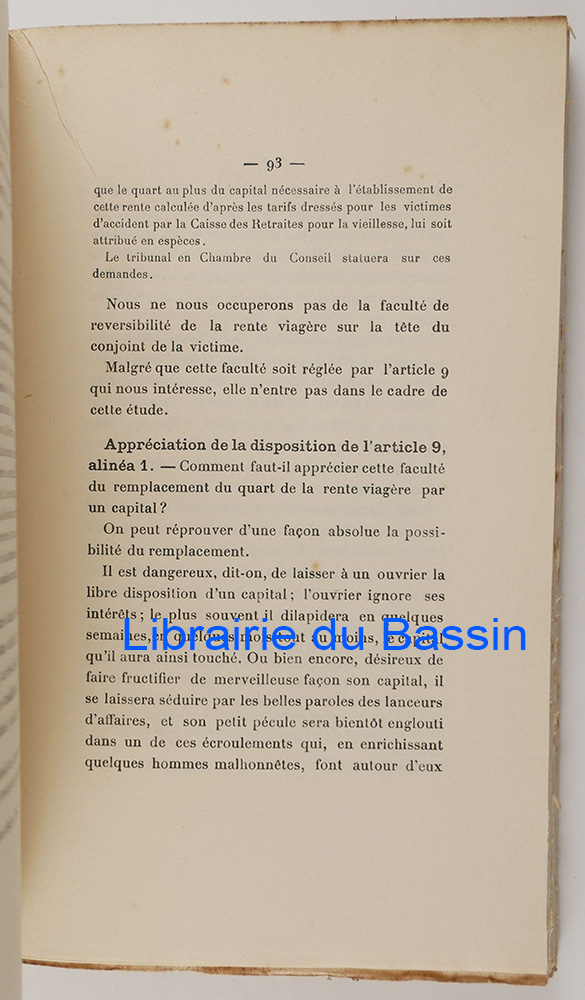 — 93 —
que le quart au plus du capital nécessaire à l'établissement de
cette rente calculée d'après les tarifs dressés pour les victimes
d'accident par la Caisse des Retraites pour la vieillesse, lui soit
attribué en espèces.
Le tribunal en Chambre du Conseil statuera sur ces
demandes.
Nous ne nous occuperons pas de la faculté de
reversibilité de la rente viagère sur la tête du
conjoint de la victime.
Malgré que cette faculté soit réglée par l'article 9
qui nous intéresse, elle n'entre pas dans le cadre de
cette étude.
Appréciation de la disposition de l'article 9,
alinéa 1. — Comment faut-il apprécier cette faculté
du remplacement du quart de la rente viagère par
un capital ?
On peut réprouver d'une façon absolue la possi-
bilité du remplacement.
Il est dangereux, dit-on, de laisser à un ouvrier la
libre disposition d'un capital ; l'ouvrier ignore ses
intérêts ; le plus souvent il dilapidera en quelques
semaines, en quelques mois tout au moins, le capital
Librairie du Bassin
qu'il aura ainsi touché. Ou bien encore, désireux de
faire fructifier de merveilleuse façon son capital, il
se laissera séduire par les belles paroles des lanceurs
d'affaires, et son petit pécule sera bientôt englouti
dans un de ces écroulements qui, en enrichissant
quelques hommes malhonnêtes, font autour d'eux